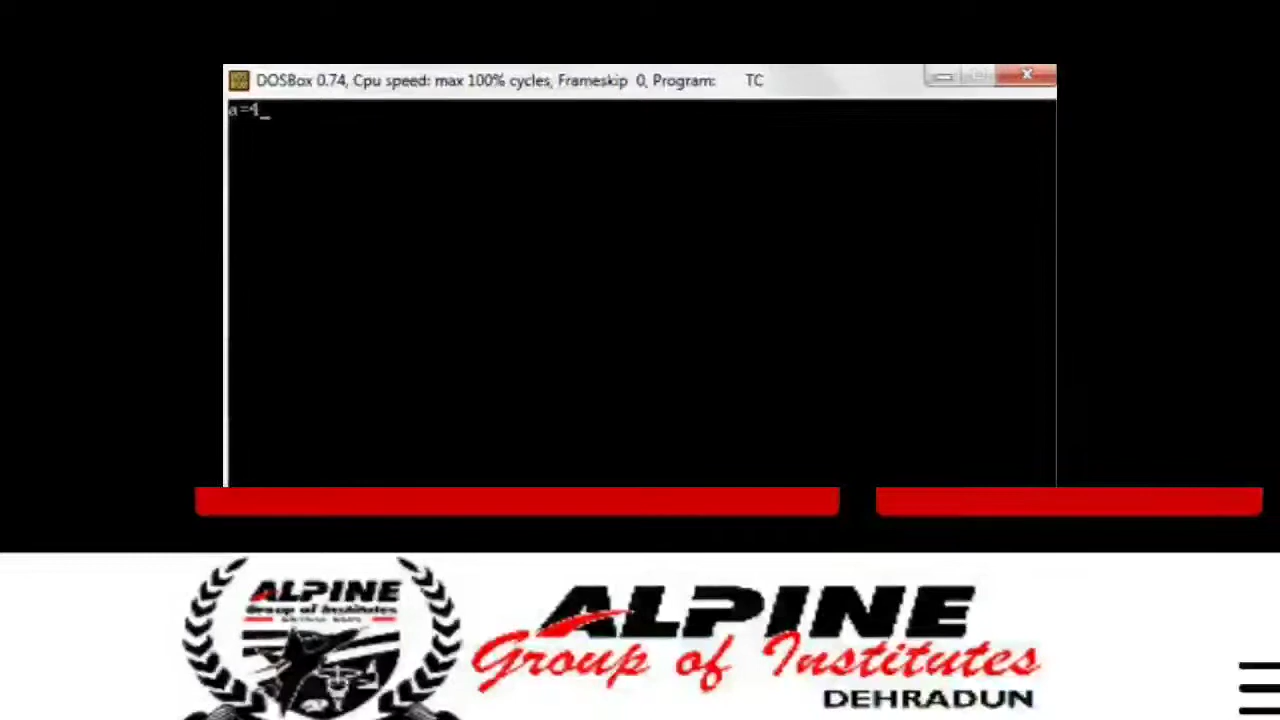 DOSBox 0.74, Cpu speed: max 100% cycles, Frameskip 0, Program: TC
a=4_
ALPINE
Group of Institutes
ALPINE
Group of Institutes
DEHRADUN